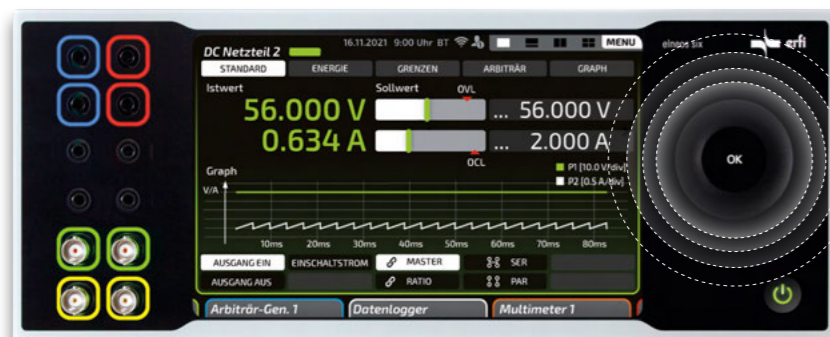 DC Netzteil 2 16.11.2021 9:00 Uhr BT MENU
eineos six erfi
STANDARD ENERGIE GRENZEN ARBITRÄR GRAPH
Istwert Sollwert OVL
56.000 V ... 56.000 V
0.634 A ... 2.000 A
OCL
OK
Graph P1 [10.0 V/div]
V/A P2 [0.5 A/div]
10ms 20ms 30ms 40ms 50ms 60ms 70ms 80ms
AUSGANG EIN EINSCHALTSTROM MASTER SER
AUSGANG AUS RATIO PAR
Arbiträr-Gen. 1 Datenlogger Multimeter 1